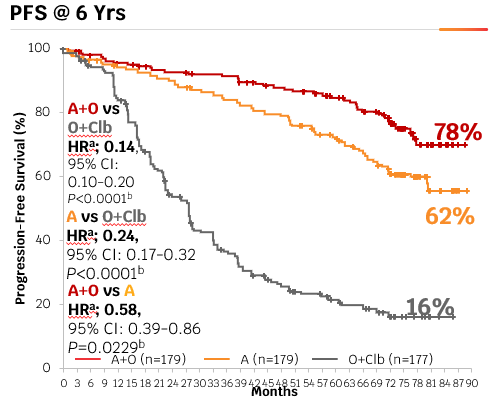 PFS @ 6 Yrs
Progression-Free Survival (%)
100
80
60
40
20
0
A+O vs
O+Clb
HRᵃ; 0.14,
95% CI:
0.10–0.20
P<0.0001ᵇ
A vs O+Clb
HRᵃ; 0.24,
95% CI: 0.17–0.32
P<0.0001ᵇ
A+O vs A
HRᵃ; 0.58,
95% CI: 0.39–0.86
P=0.0229ᵇ
78%
62%
16%
A+O (n=179) A (n=179) O+Clb (n=177)
0 3 6 9 12 15 18 21 24 27 30 33 36 39 42 45 48 51 54 57 60 63 66 69 72 75 78 81 84 87 90
Months